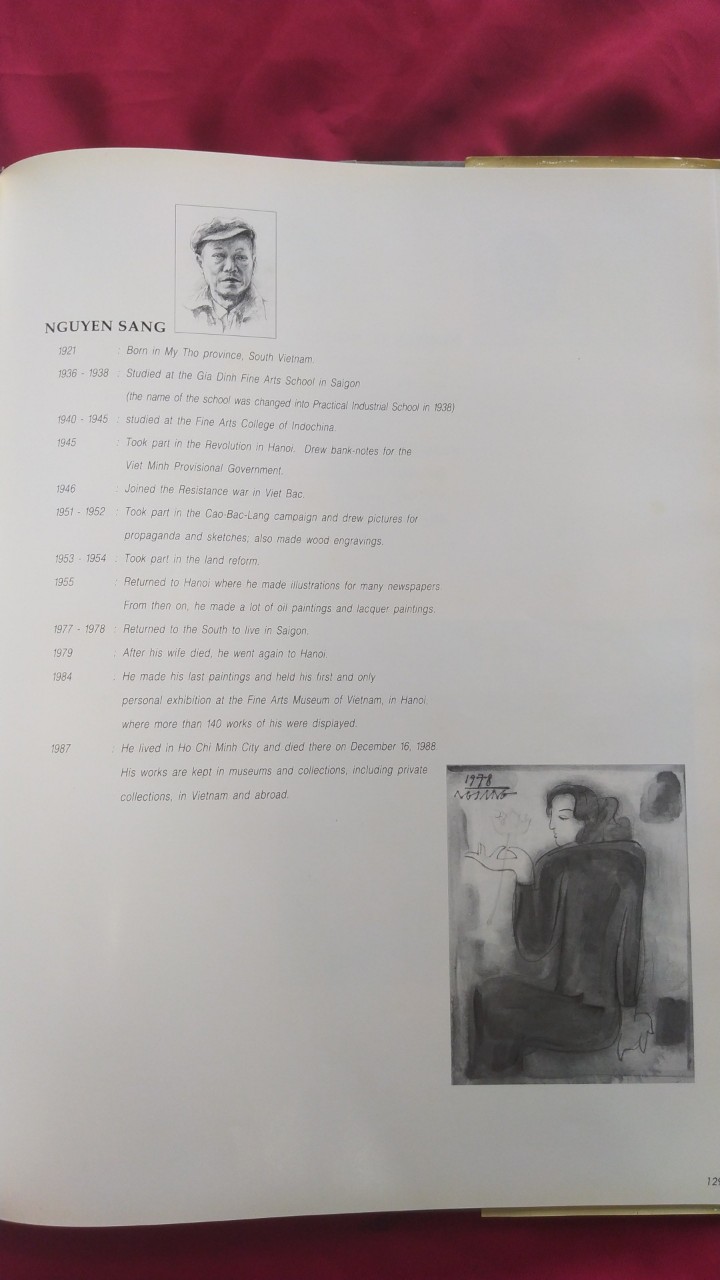 NGUYEN SANG
1921 : Born in My Tho province, South Vietnam.
1936 - 1938 : Studied at the Gia Dinh Fine Arts School in Saigon
(the name of the school was changed into Practical Industrial School in 1938)
1940 - 1945 : studied at the Fine Arts College of Indochina.
1945 : Took part in the Revolution in Hanoi. Drew bank-notes for the
Viet Minh Provisional Government.
1946 : Joined the Resistance war in Viet Bac.
1951 - 1952 : Took part in the Cao-Bac-Lang campaign and drew pictures for
propaganda and sketches; also made wood engravings.
1953 - 1954 : Took part in the land reform.
1955 : Returned to Hanoi where he made illustrations for many newspapers.
From then on, he made a lot of oil paintings and lacquer paintings.
1977 - 1978 : Returned to the South to live in Saigon.
1979 : After his wife died, he went again to Hanoi.
1984 : He made his last paintings and held his first and only
personal exhibition at the Fine Arts Museum of Vietnam, in Hanoi
where more than 140 works of his were displayed.
1987 : He lived in Ho Chi Minh City and died there on December 16, 1988.
His works are kept in museums and collections, including private
collections, in Vietnam and abroad.
1978
NGSANG
129